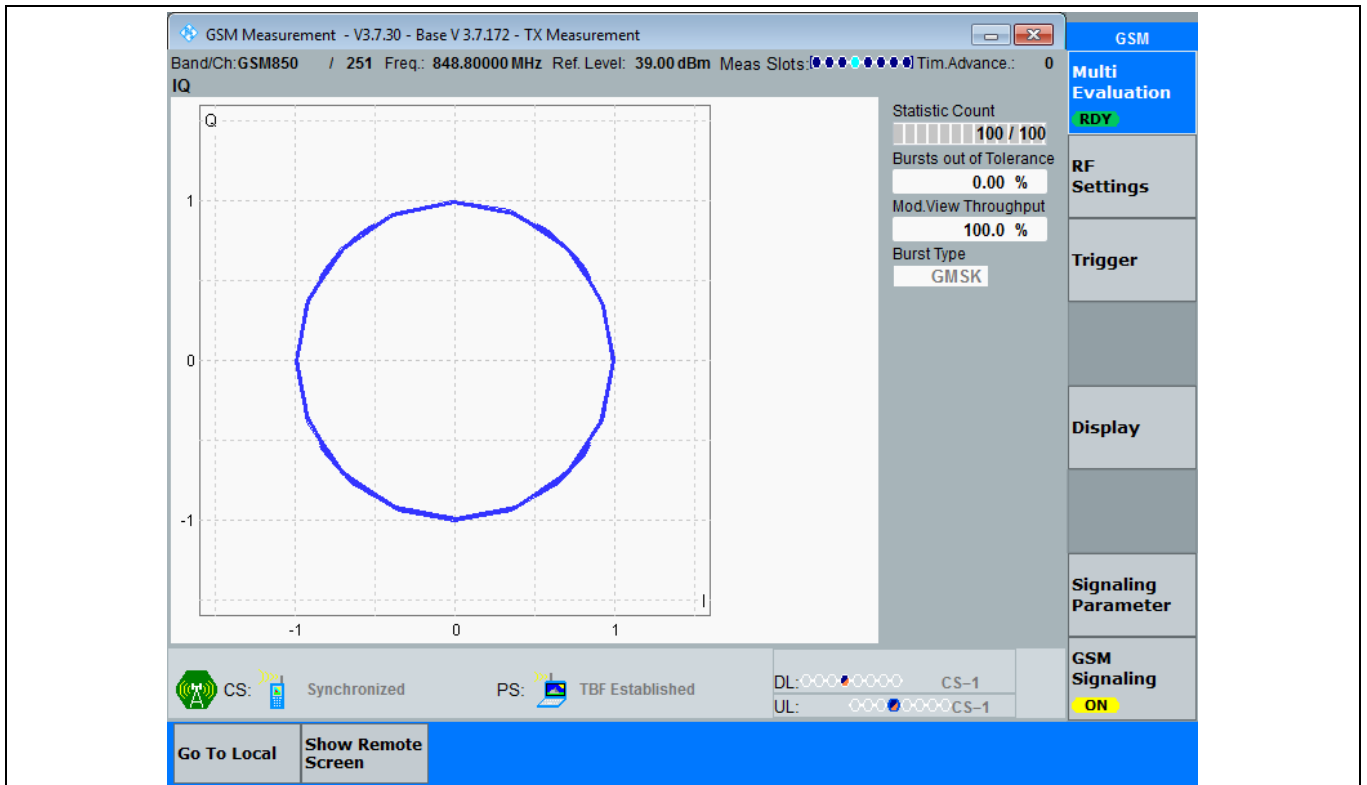 GSM Measurement - V3.7.30 - Base V 3.7.172 - TX Measurement
GSM
Band/Ch: GSM850 / 251 Freq.: 848.80000 MHz Ref. Level: 39.00 dBm Meas Slots: Tim.Advance.: 0
IQ
Multi
Evaluation
RDY
Q
1
0
-1
-1 0 1
I
Statistic Count
100 / 100
Bursts out of Tolerance
0.00 %
Mod.View Throughput
100.0 %
Burst Type
GMSK
RF
Settings
Trigger
Display
Signaling
Parameter
GSM
Signaling
ON
CS: Synchronized PS: TBF Established DL: CS-1
UL: CS-1
Go To Local
Show Remote
Screen